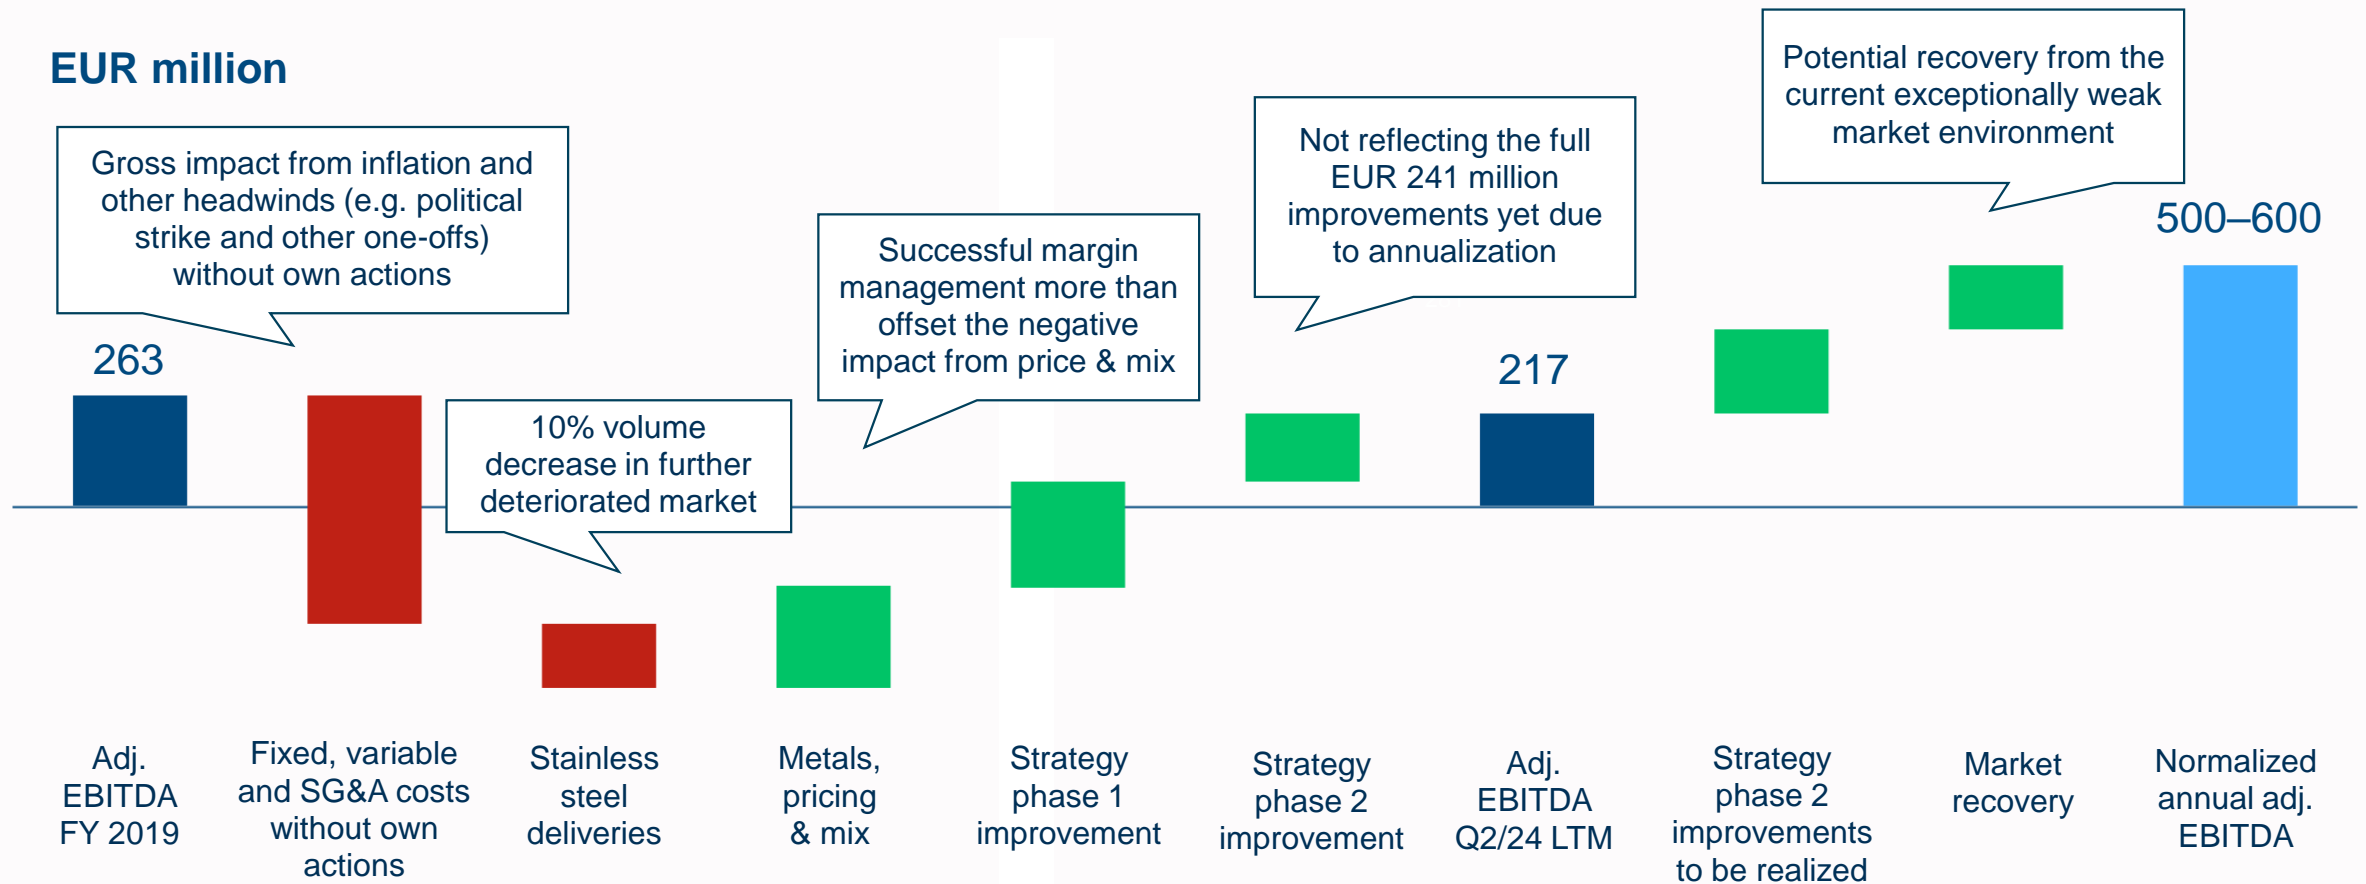 EUR million
Gross impact from inflation and
other headwinds (e.g. political
strike and other one-offs)
without own actions
10% volume
decrease in further
deteriorated market
Successful margin
management more than
offset the negative
impact from price & mix
Not reflecting the full
EUR 241 million
improvements yet due
to annualization
Potential recovery from the
current exceptionally weak
market environment
263
217
500–600
Adj.
EBITDA
FY 2019
Fixed, variable
and SG&A costs
without own
actions
Stainless
steel
deliveries
Metals,
pricing
& mix
Strategy
phase 1
improvement
Strategy
phase 2
improvement
Adj.
EBITDA
Q2/24 LTM
Strategy
phase 2
improvements
to be realized
Market
recovery
Normalized
annual adj.
EBITDA